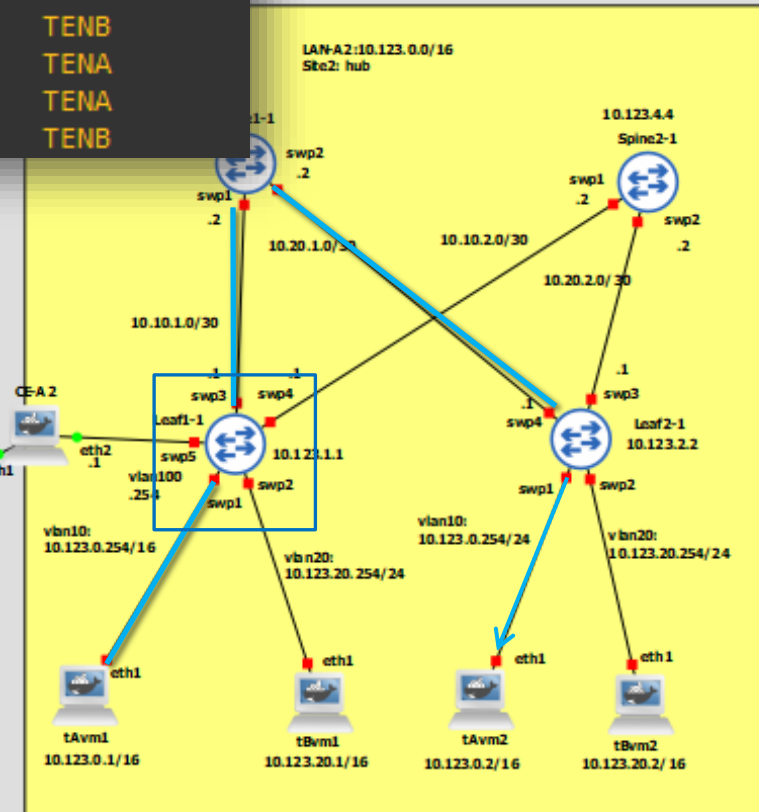 TENB
TENA
TENA
TENB
LAN-A2:10.123.0.0/16
Site2: hub
1-1
swp2
.2
swp1
.2
10.123.4.4
Spine2-1
swp1
.2
swp2
.2
10.20.1.0/30
10.10.2.0/30
10.20.2.0/30
10.10.1.0/30
.1
.1
swp3
swp4
.1
swp3
.1
swp4
CE-A2
Leaf1-1
Leaf2-1
10.123.2.2
eth2
.1
h1
swp5
10.123.1.1
vlan100
.254
swp1
swp2
swp1
swp2
vlan10:
10.123.0.254/16
vlan20:
10.123.20.254/24
vlan10:
10.123.0.254/24
vlan20:
10.123.20.254/24
eth1
eth1
eth1
eth1
tAvm1
10.123.0.1/16
tBvm1
10.123.20.1/16
tAvm2
10.123.0.2/16
tBvm2
10.123.20.2/16